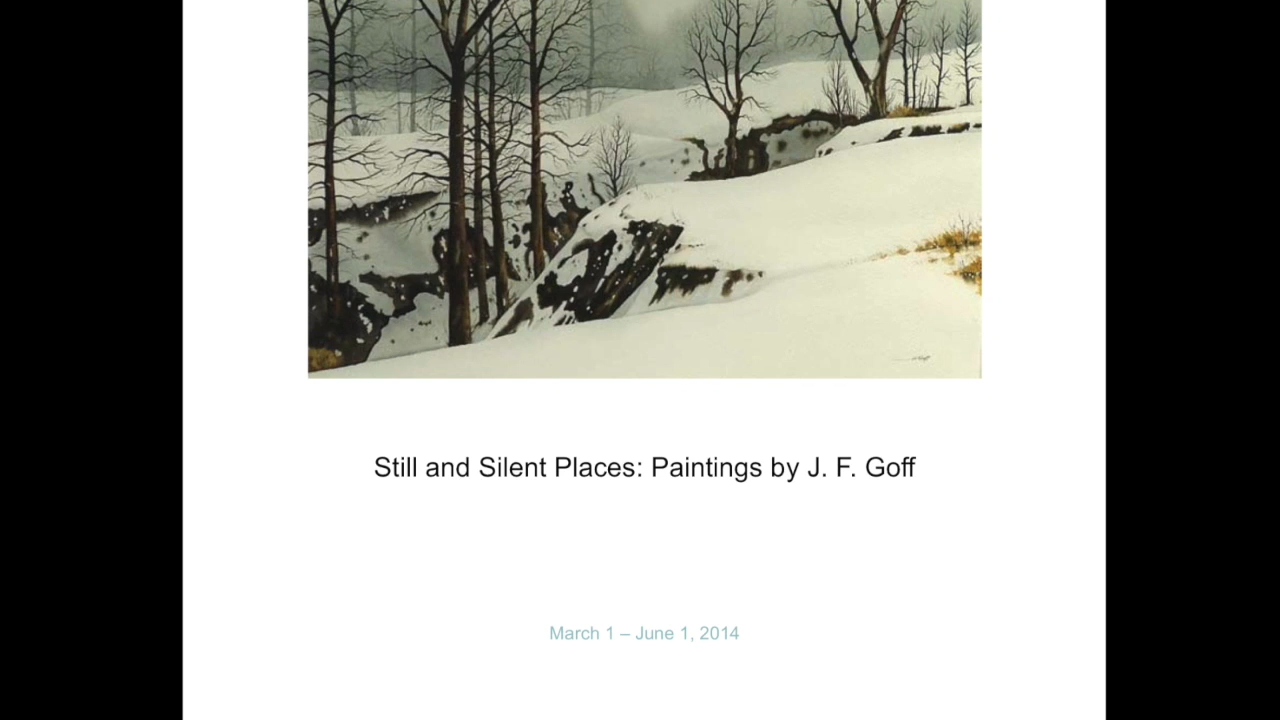 Still and Silent Places: Paintings by J. F. Goff
March 1 – June 1, 2014